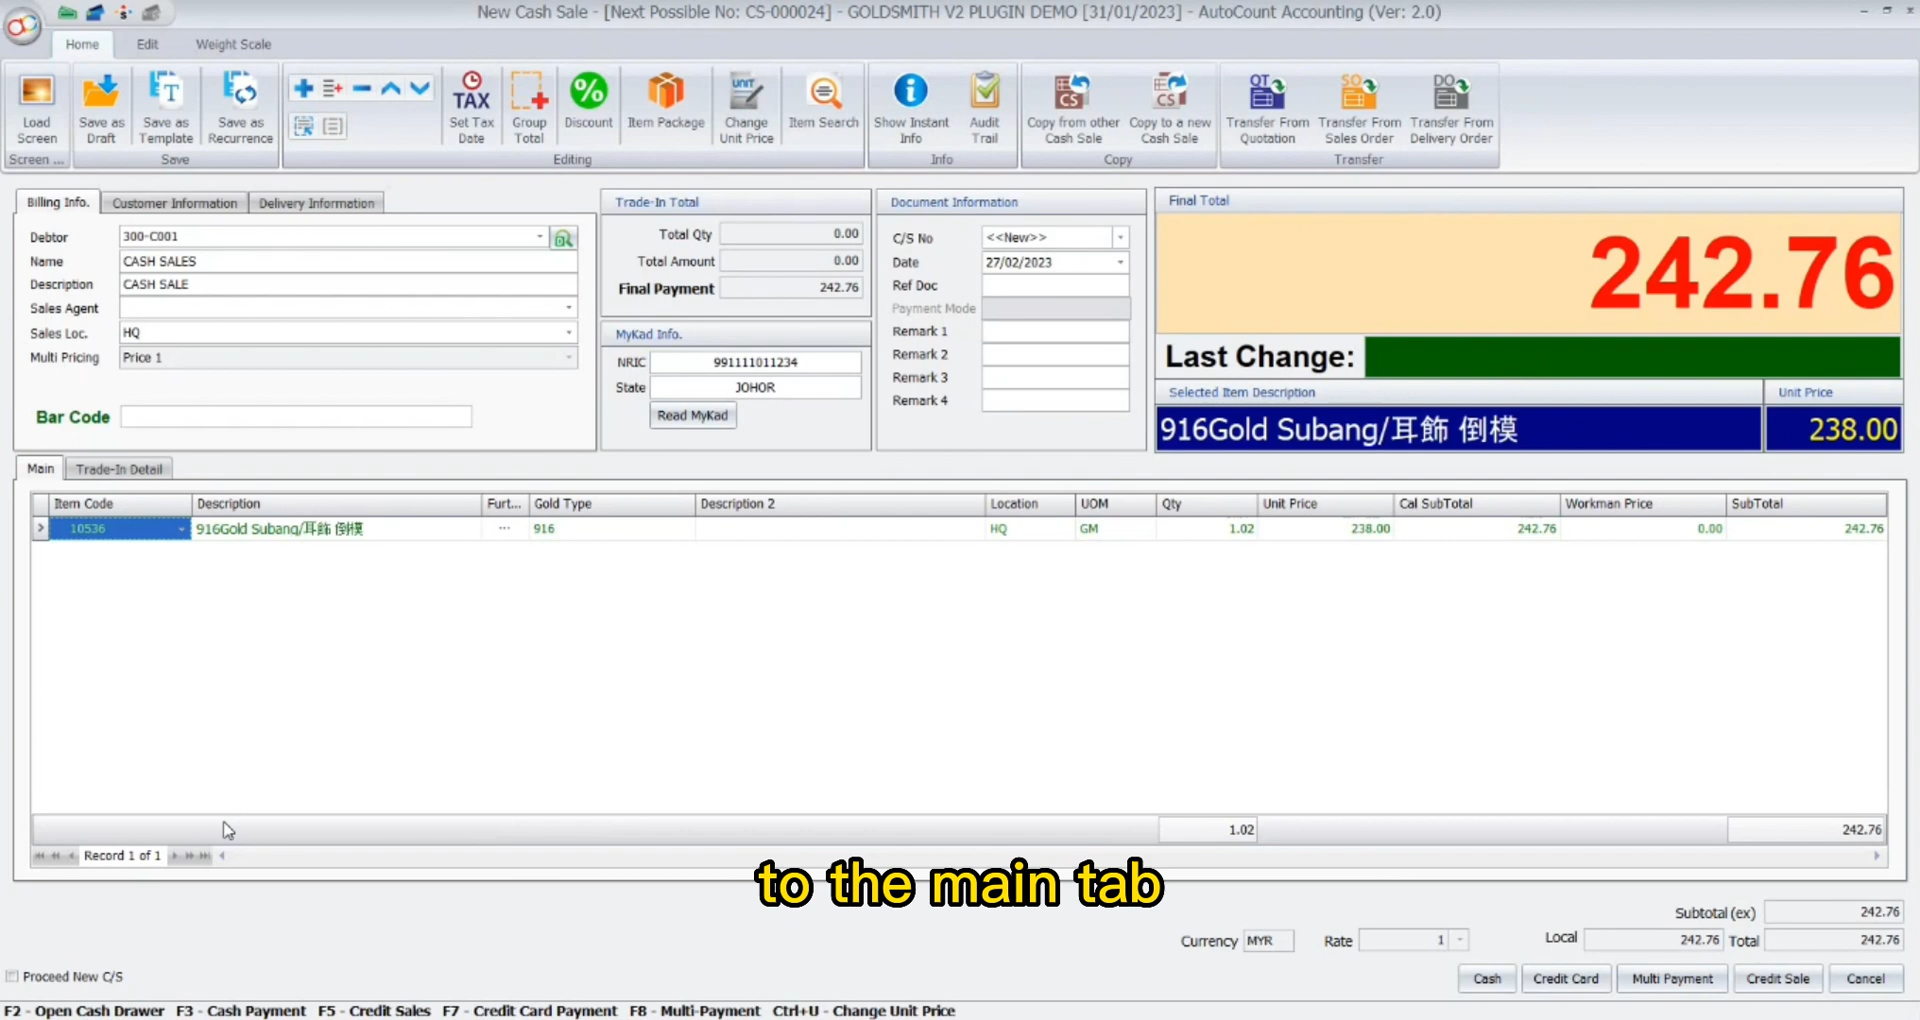 New Cash Sale - [Next Possible No: CS-000024] - GOLDSMITH V2 PLUGIN DEMO [31/01/2023] - AutoCount Accounting (Ver: 2.0)
Home Edit Weight Scale
Load Screen
Save as Draft
Save as Template
Save as Recurrence
TAX
Set Tax Date
Group Total
%
Discount
Item Package
UNIT
Change Unit Price
Item Search
Show Instant Info
Audit Trail
CS
Copy from other Cash Sale
CS
Copy to a new Cash Sale
QT
Transfer From Quotation
SO
Transfer From Sales Order
DO
Transfer From Delivery Order
Screen ... Save Editing Info Copy Transfer
Billing Info. Customer Information Delivery Information
Debtor 300-C001
Name CASH SALES
Description CASH SALE
Sales Agent
Sales Loc. HQ
Multi Pricing Price 1
Bar Code
Trade-In Total
Total Qty 0.00
Total Amount 0.00
Final Payment 242.76
MyKad Info.
NRIC 991111011234
State JOHOR
Read MyKad
Document Information
C/S No <<New>>
Date 27/02/2023
Ref Doc
Payment Mode
Remark 1
Remark 2
Remark 3
Remark 4
Final Total
242.76
Last Change:
Selected Item Description Unit Price
916Gold Subang/耳飾 倒模 238.00
Main Trade-In Detail
Item Code Description Furt... Gold Type Description 2 Location UOM Qty Unit Price Cal SubTotal Workman Price SubTotal
10536 916Gold Subang/耳飾 倒模 ... 916 HQ GM 1.02 238.00 242.76 0.00 242.76
1.02 242.76
Record 1 of 1
to the main tab
Subtotal (ex) 242.76
Currency MYR Rate 1 Local 242.76 Total 242.76
Proceed New C/S
Cash Credit Card Multi Payment Credit Sale Cancel
F2 - Open Cash Drawer F3 - Cash Payment F5 - Credit Sales F7 - Credit Card Payment F8 - Multi-Payment Ctrl+U - Change Unit Price